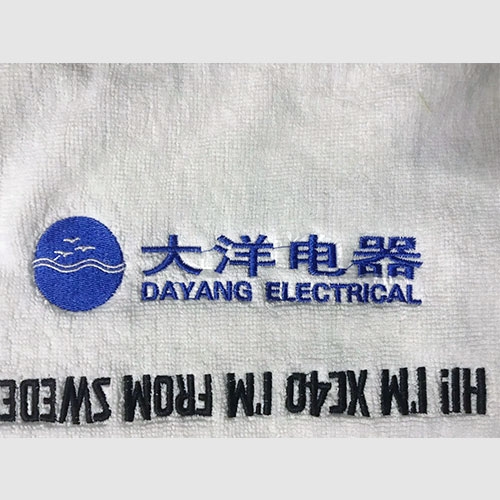 大洋电器
DAYANG ELECTRICAL
HI! I'M XC40 I'M FROM SWEDE